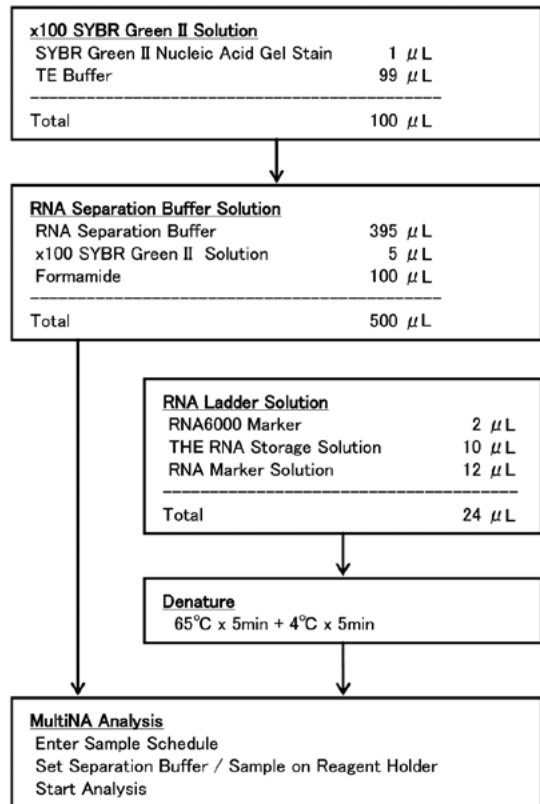 x100 SYBR Green II Solution
SYBR Green II Nucleic Acid Gel Stain 1 μL
TE Buffer 99 μL
Total 100 μL
RNA Separation Buffer Solution
RNA Separation Buffer 395 μL
x100 SYBR Green II Solution 5 μL
Formamide 100 μL
Total 500 μL
RNA Ladder Solution
RNA6000 Marker 2 μL
THE RNA Storage Solution 10 μL
RNA Marker Solution 12 μL
Total 24 μL
Denature
65℃ x 5min + 4℃ x 5min
MultiNA Analysis
Enter Sample Schedule
Set Separation Buffer / Sample on Reagent Holder
Start Analysis